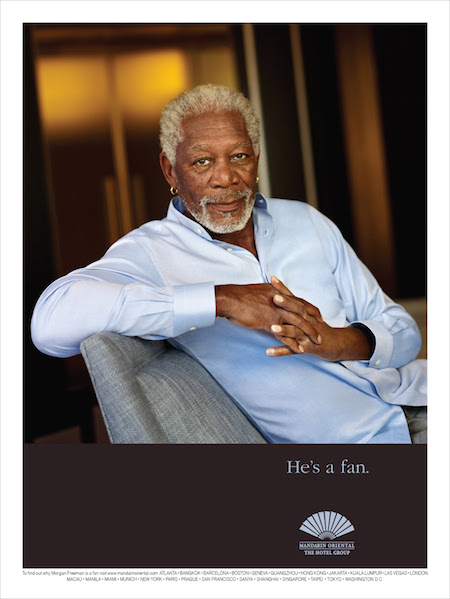 He's a fan.
MANDARIN ORIENTAL
THE HOTEL GROUP
To find out why Morgan Freeman is a fan visit www.mandarinoriental.com ATLANTA • BANGKOK • BARCELONA • BOSTON • GENEVA • GUANGZHOU • HONG KONG • JAKARTA • KUALA LUMPUR • LAS VEGAS • LONDON
MACAU • MANILA • MIAMI • MUNICH • NEW YORK • PARIS • PRAGUE • SAN FRANCISCO • SANYA • SHANGHAI • SINGAPORE • TAIPEI • TOKYO • WASHINGTON D.C.